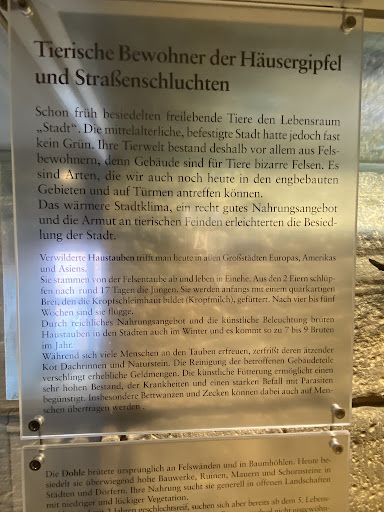 Tierische Bewohner der Häusergipfel
und Straßenschluchten
Schon früh besiedelten freilebende Tiere den Lebensraum
„Stadt“. Die mittelalterliche, befestigte Stadt hatte jedoch fast
kein Grün. Ihre Tierwelt bestand deshalb vor allem aus Fels-
bewohnern, denn Gebäude sind für Tiere bizarre Felsen. Es
sind Arten, die wir auch noch heute in den engbebauten
Gebieten und auf Türmen antreffen können.
Das wärmere Stadtklima, ein recht gutes Nahrungsangebot
und die Armut an tierischen Feinden erleichterten die Besied-
lung der Stadt.
Verwilderte Haustauben trifft man heute in allen Großstädten Europas, Amerikas
und Asiens.
Sie stammen von der Felsentaube ab und leben in Einehe. Aus den 2 Eiern schlüp-
fen nach rund 17 Tagen die Jungen. Sie werden anfangs mit einem quarkartigen
Brei, den die Kropfschleimhaut bildet (Kropfmilch), gefüttert. Nach vier bis fünf
Wochen sind sie flügge.
Durch reichliches Nahrungsangebot und die künstliche Beleuchtung brüten
Haustauben in den Städten auch im Winter und es kommt so zu 7 bis 9 Bruten
im Jahr.
Während sich viele Menschen an den Tauben erfreuen, zerfrißt deren ätzender
Kot Dachrinnen und Naturstein. Die Reinigung der betroffenen Gebäudeteile
verschlingt erhebliche Geldmengen. Die künstliche Fütterung ermöglicht einen
sehr hohen Bestand, der Krankheiten und einen starken Befall mit Parasiten
begünstigt. Insbesondere Bettwanzen und Zecken können dabei auch auf Men-
schen übertragen werden .
Die Dohle brütete ursprünglich an Felswänden und in Baumhöhlen. Heute be-
siedelt sie überwiegend hohe Bauwerke, Ruinen, Mauern und Schornsteine in
Städten und Dörfern. Ihre Nahrung sucht sie generell in offenen Landschaften
mit niedriger und lückiger Vegetation.
2 Jahren geschlechtsreif, suchen sich aber bereits ab dem 5. Lebens-